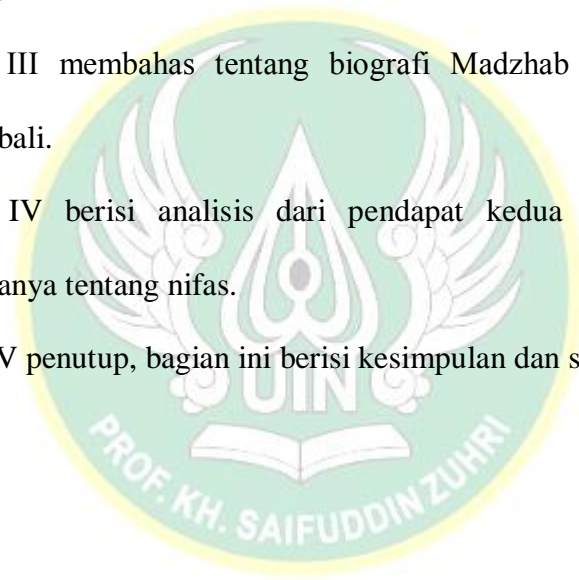 III membahas tentang biografi Madzhab
bali.
IV berisi analisis dari pendapat kedua
anya tentang nifas.
V penutup, bagian ini berisi kesimpulan dan s
UIN
PROF. KH. SAIFUDDIN ZUHRI